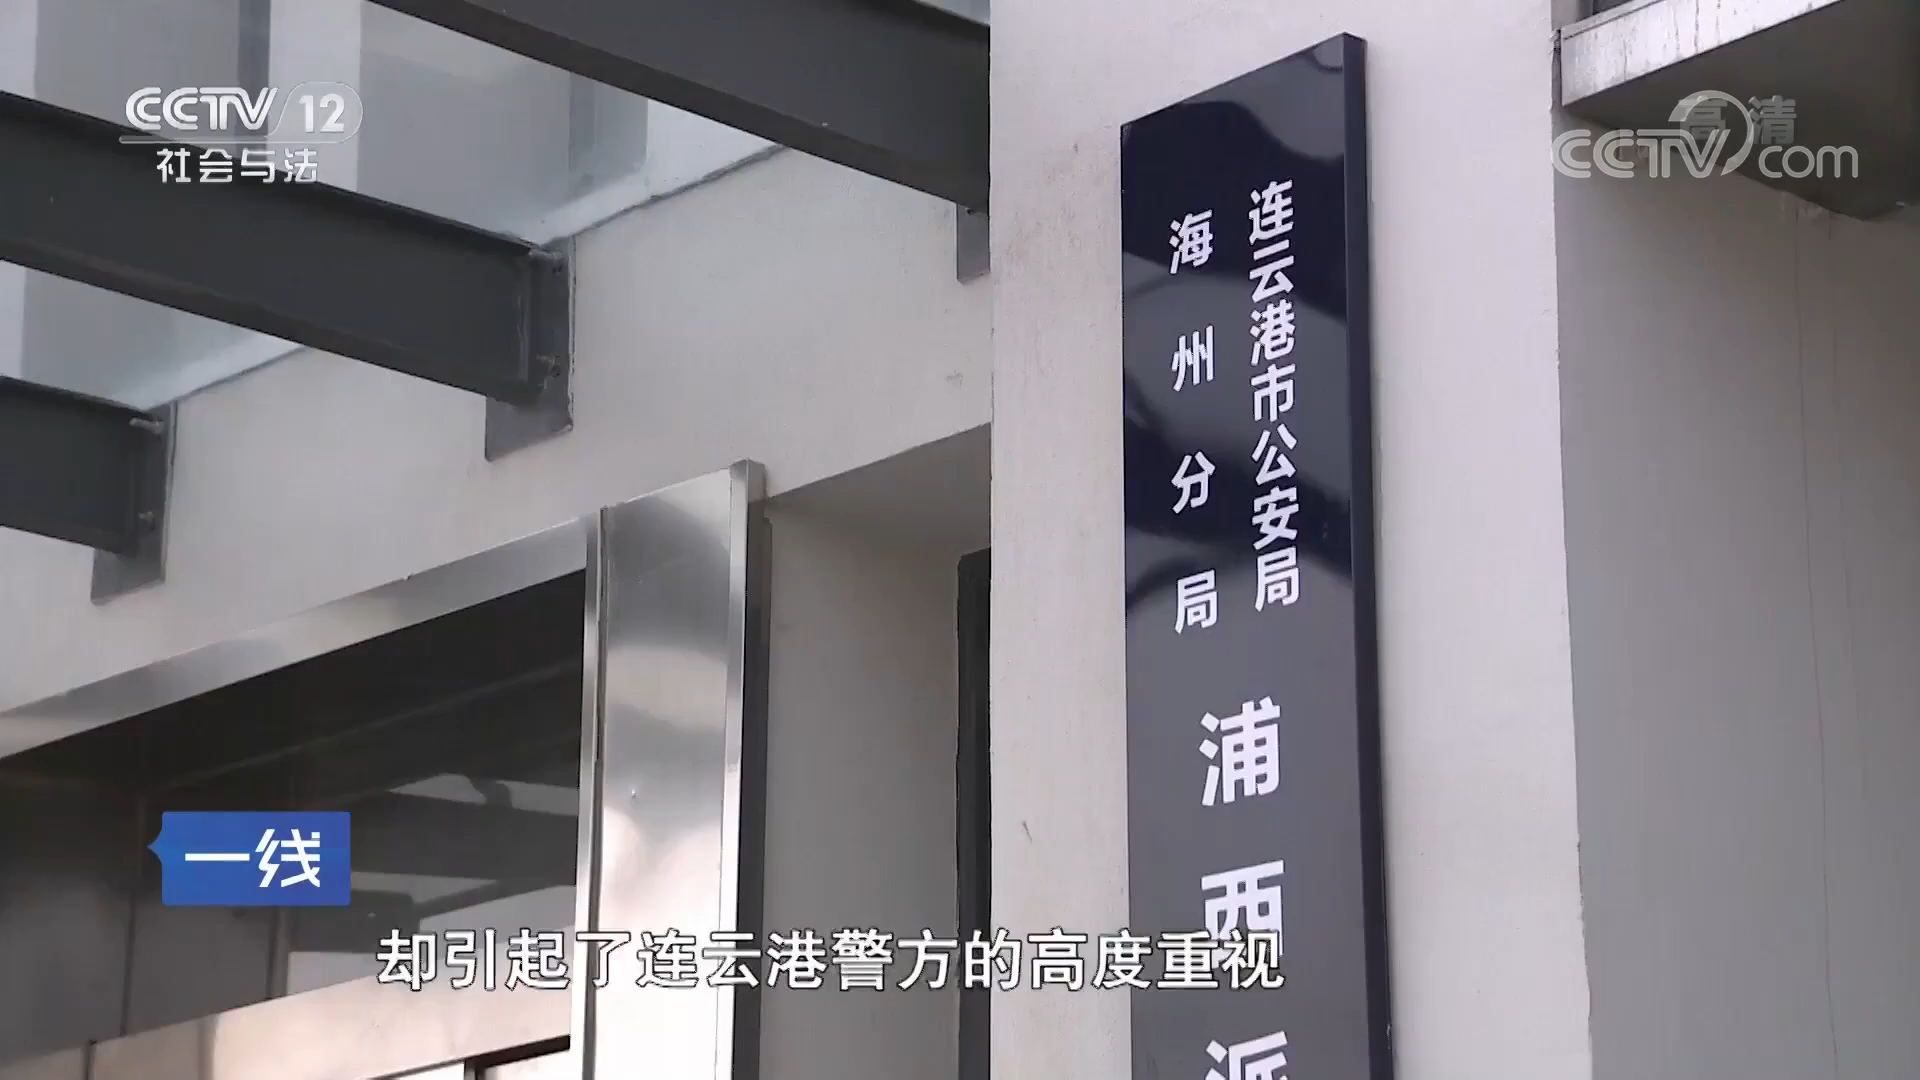 CCTV 12
社会与法
高清
CCTV.com
连云港市公安局
海州分局
浦西派
一线
却引起了连云港警方的高度重视